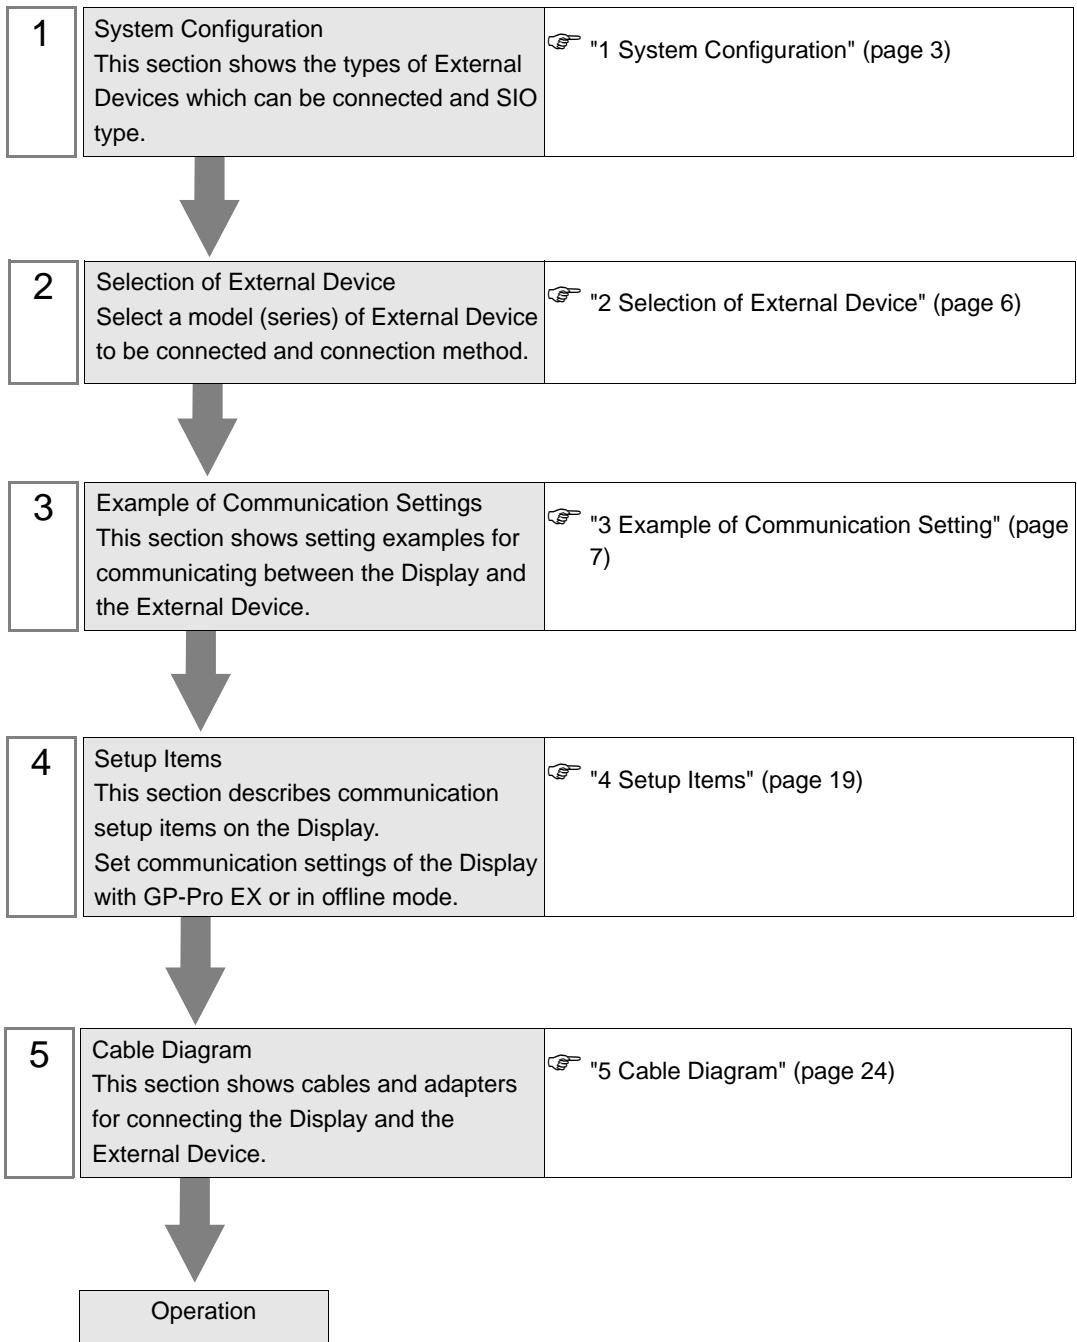 1
System Configuration
This section shows the types of External
Devices which can be connected and SIO
type.
"1 System Configuration" (page 3)
2
Selection of External Device
Select a model (series) of External Device
to be connected and connection method.
"2 Selection of External Device" (page 6)
3
Example of Communication Settings
This section shows setting examples for
communicating between the Display and
the External Device.
"3 Example of Communication Setting" (page
7)
4
Setup Items
This section describes communication
setup items on the Display.
Set communication settings of the Display
with GP-Pro EX or in offline mode.
"4 Setup Items" (page 19)
5
Cable Diagram
This section shows cables and adapters
for connecting the Display and the
External Device.
"5 Cable Diagram" (page 24)
Operation